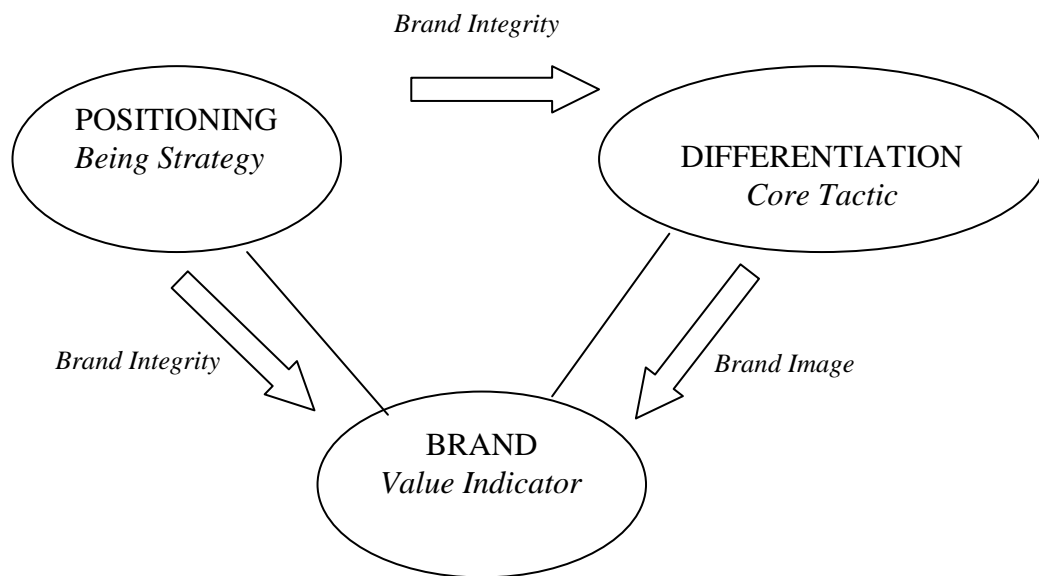 Brand Integrity
POSITIONING
Being Strategy
DIFFERENTIATION
Core Tactic
Brand Integrity
Brand Image
BRAND
Value Indicator